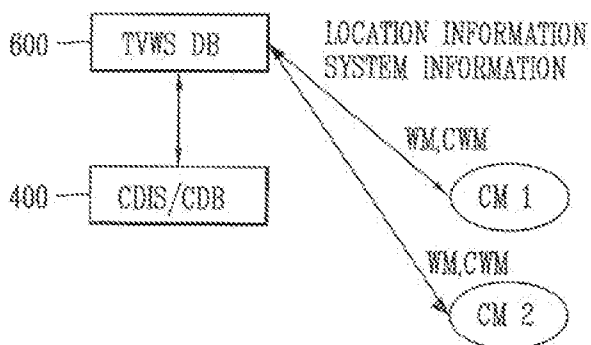 600
TVWS DB
LOCATION INFORMATION
SYSTEM INFORMATION
WM,CWM
400
CDIS/CDB
CM 1
WM,CWM
CM 2